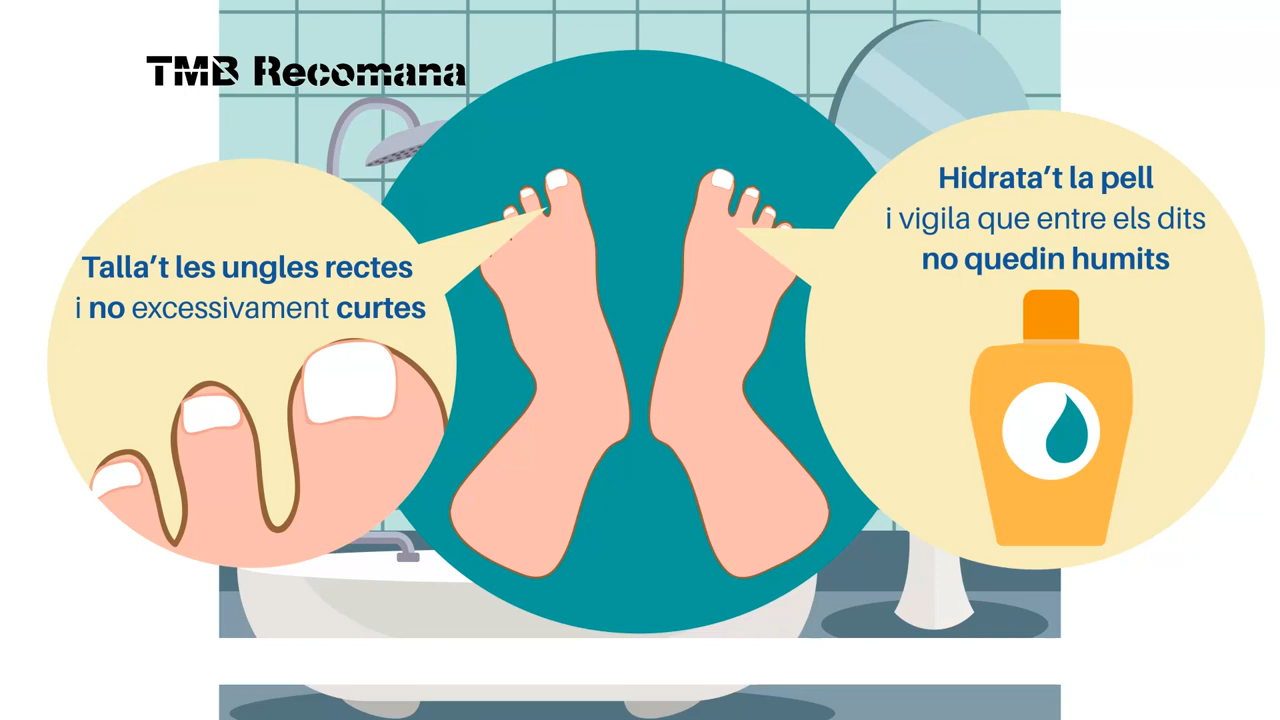 TMB Recomana
Talla’t les ungles rectes
i no excessivament curtes
Hidrata’t la pell
i vigila que entre els dits
no quedin humits